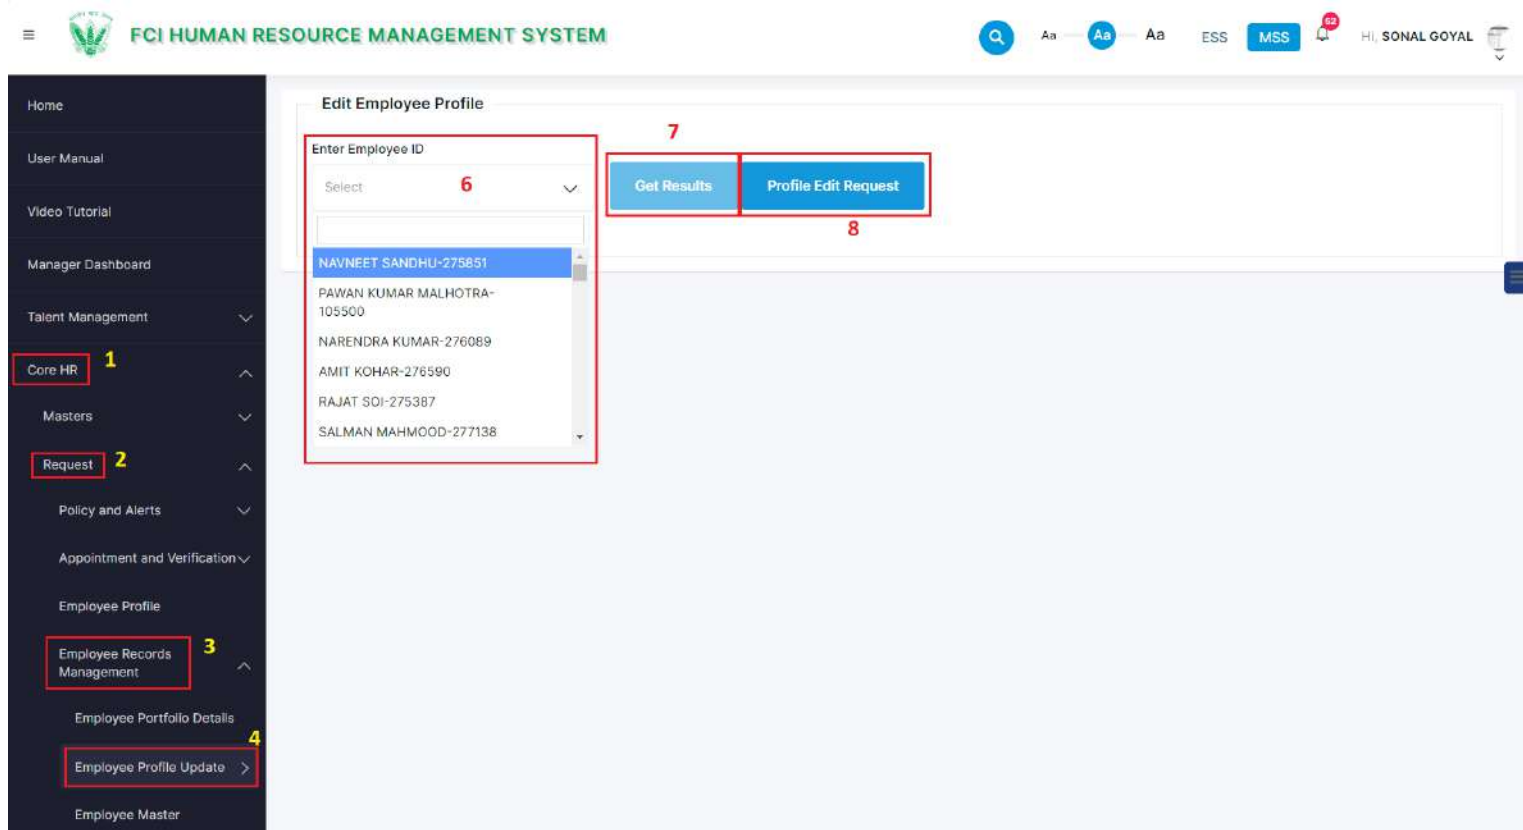 FCI HUMAN RESOURCE MANAGEMENT SYSTEM
Aa Aa Aa ESS MSS 62 Hi, SONAL GOYAL
Home
User Manual
Video Tutorial
Manager Dashboard
Talent Management
Core HR 1
Masters
Request 2
Policy and Alerts
Appointment and Verification
Employee Profile
Employee Records 3
Management
Employee Portfolio Details
4
Employee Profile Update
Employee Master
Edit Employee Profile
Enter Employee ID
Select 6
7
Get Results
Profile Edit Request
8
NAVNEET SANDHU-275851
PAWAN KUMAR MALHOTRA-
105500
NARENDRA KUMAR-276089
AMIT KOHAR-276590
RAJAT SOI-275387
SALMAN MAHMOOD-277138